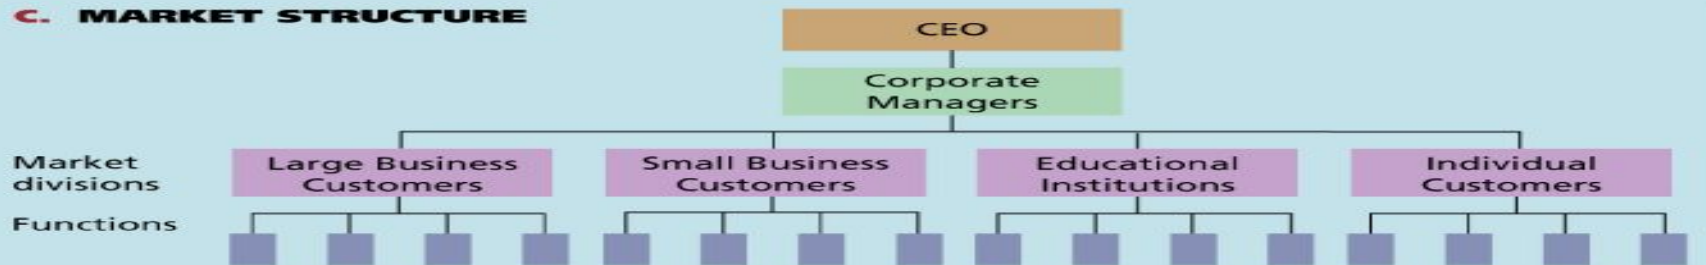 C. MARKET STRUCTURE
CEO
Corporate
Managers
Market
divisions
Large Business
Customers
Small Business
Customers
Educational
Institutions
Individual
Customers
Functions